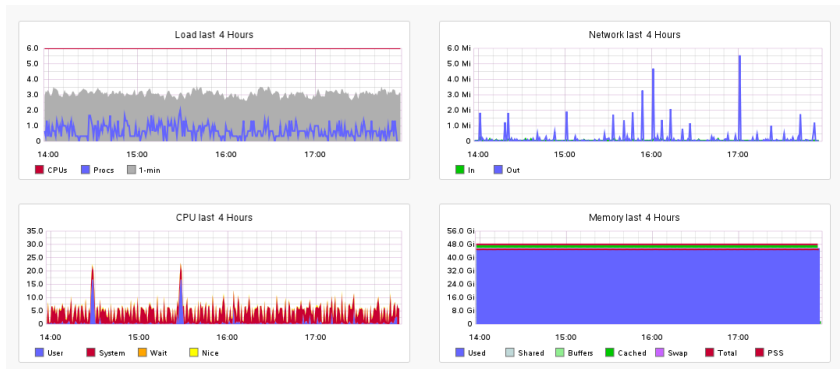 Load last 4 Hours
6.0
5.0
4.0
3.0
2.0
1.0
0
14:00 15:00 16:00 17:00
CPUs Procs 1-min
Network last 4 Hours
6.0 Mi
5.0 Mi
4.0 Mi
3.0 Mi
2.0 Mi
1.0 Mi
0
14:00 15:00 16:00 17:00
In Out
CPU last 4 Hours
35.0
30.0
25.0
20.0
15.0
10.0
5.0
0
14:00 15:00 16:00 17:00
User System Wait Nice
Memory last 4 Hours
56.0 Gi
48.0 Gi
40.0 Gi
32.0 Gi
24.0 Gi
16.0 Gi
8.0 Gi
0
14:00 15:00 16:00 17:00
Used Shared Buffers Cached Swap Total PSS